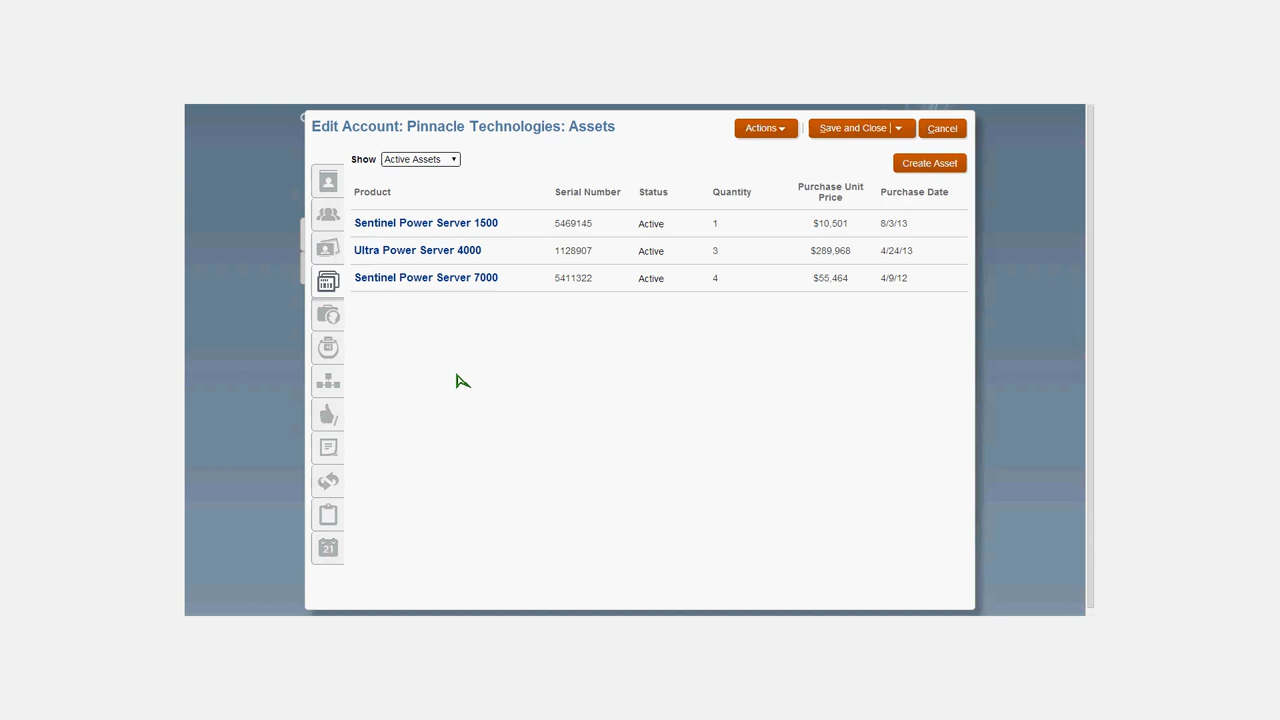 Edit Account: Pinnacle Technologies: Assets
Actions
Save and Close
Cancel
Show Active Assets
Create Asset
Product Serial Number Status Quantity Purchase Unit Price Purchase Date
Sentinel Power Server 1500 5469145 Active 1 $10,501 8/3/13
Ultra Power Server 4000 1128907 Active 3 $289,968 4/24/13
Sentinel Power Server 7000 5411322 Active 4 $55,464 4/9/12
21